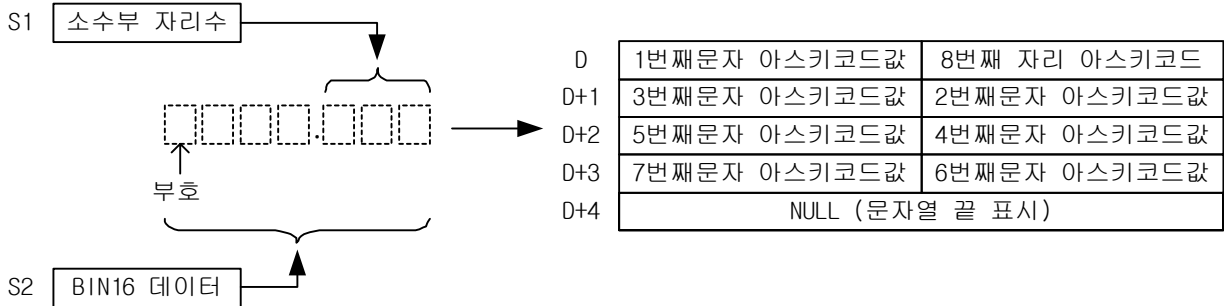 S1 소수부 자리수
.
부호
S2 BIN16 데이터
D 1번째문자 아스키코드값 8번째 자리 아스키코드
D+1 3번째문자 아스키코드값 2번째문자 아스키코드값
D+2 5번째문자 아스키코드값 4번째문자 아스키코드값
D+3 7번째문자 아스키코드값 6번째문자 아스키코드값
D+4 NULL (문자열 끝 표시)